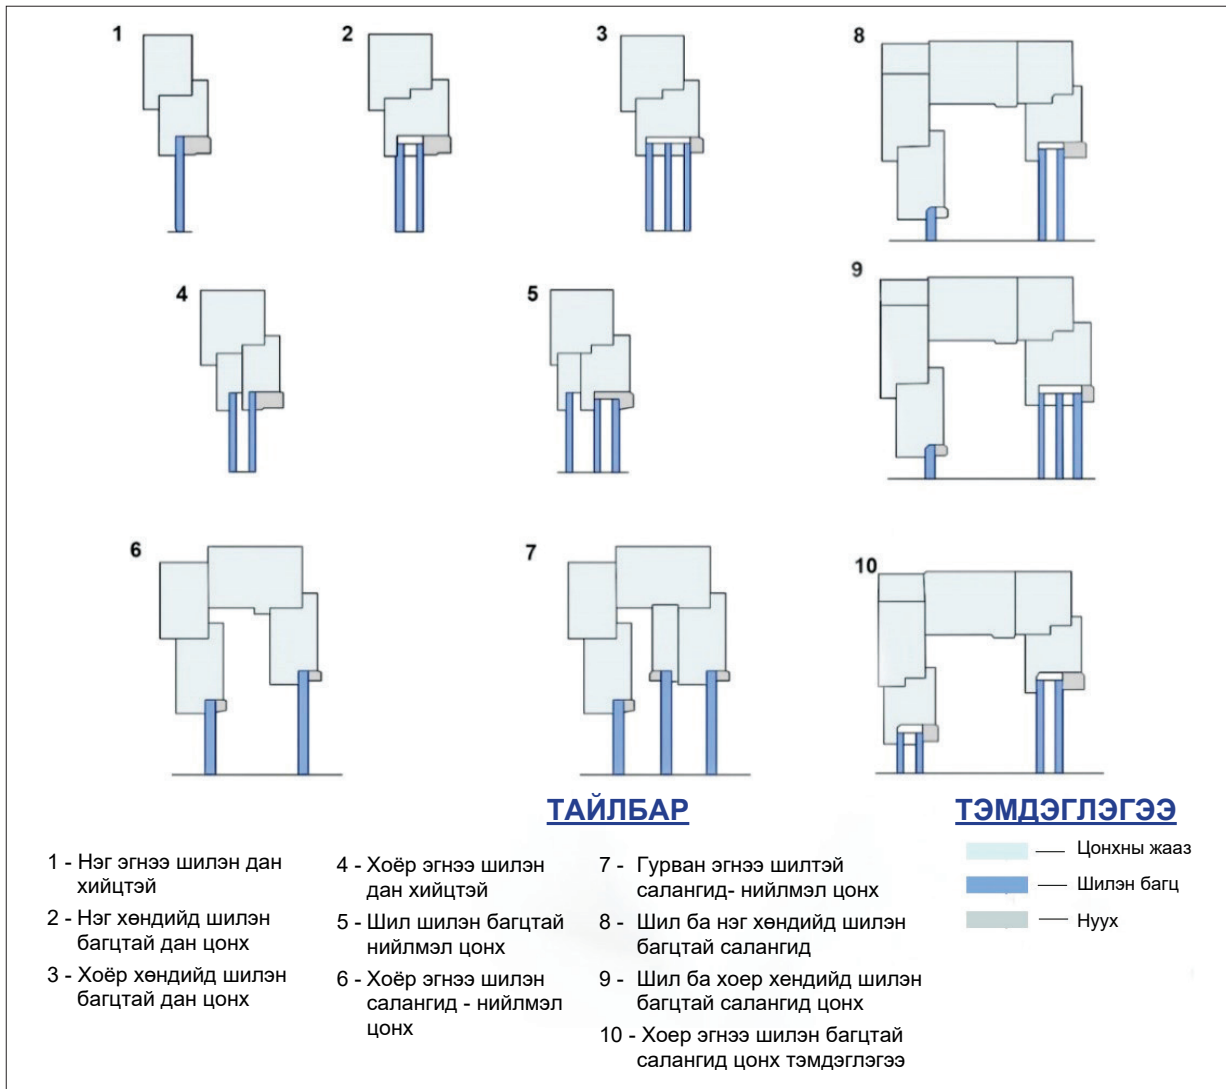 1
2
3
8
4
5
9
6
7
10
ТАЙЛБАР
1 - Нэг эгнээ шилэн дан
хийцтэй
2 - Нэг хөндийд шилэн
багцтай дан цонх
3 - Хоёр хөндийд шилэн
багцтай дан цонх
4 - Хоёр эгнээ шилэн
дан хийцтэй
5 - Шил шилэн багцтай
нийлмэл цонх
6 - Хоёр эгнээ шилэн
салангид - нийлмэл
цонх
7 - Гурван эгнээ шилтэй
салангид- нийлмэл цонх
8 - Шил ба нэг хөндийд шилэн
багцтай салангид
9 - Шил ба хоер хендийд шилэн
багцтай салангид цонх
10 - Хоер эгнээ шилэн багцтай
салангид цонх тэмдэглэгээ
ТЭМДЭГЛЭГЭЭ
— Цонхны жааз
— Шилэн багц
— Нуух